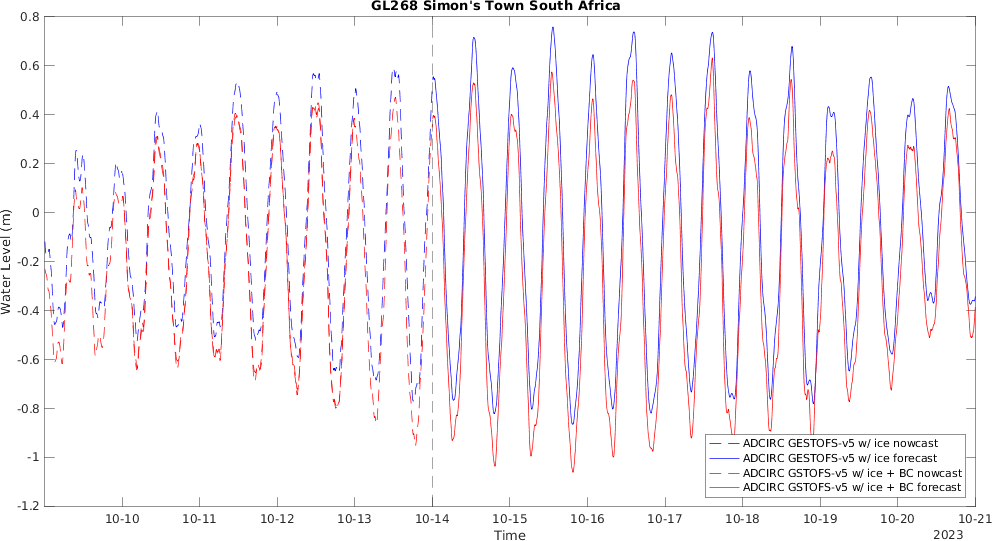 GL268 Simon's Town South Africa
0.8
0.6
0.4
0.2
0
-0.2
-0.4
-0.6
-0.8
-1
-1.2
Water Level (m)
ADCIRC GESTOFS-v5 w/ ice nowcast
ADCIRC GESTOFS-v5 w/ ice forecast
ADCIRC GSTOFS-v5 w/ ice + BC nowcast
ADCIRC GSTOFS-v5 w/ ice + BC forecast
10-10 10-11 10-12 10-13 10-14 10-15 10-16 10-17 10-18 10-19 10-20 10-21
Time
2023